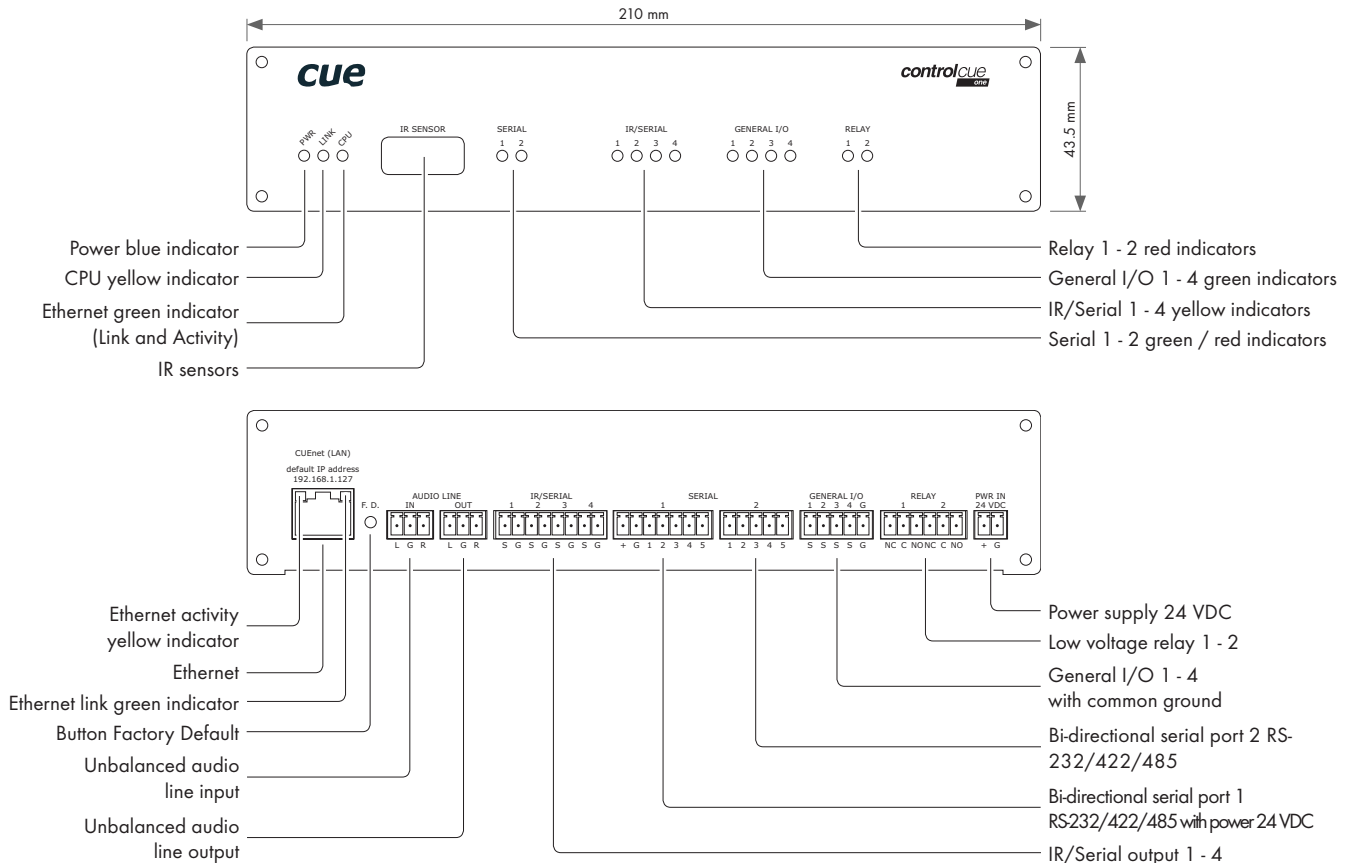 210 mm
cue
controlcue
one
43.5 mm
PWR LINK CPU
IR SENSOR
SERIAL
1 2
IR/SERIAL
1 2 3 4
GENERAL I/O
1 2 3 4
RELAY
1 2
Power blue indicator
CPU yellow indicator
Ethernet green indicator
(Link and Activity)
IR sensors
Relay 1 - 2 red indicators
General I/O 1 - 4 green indicators
IR/Serial 1 - 4 yellow indicators
Serial 1 - 2 green / red indicators
CUEnet (LAN)
default IP address
192.168.1.127
F. D.
AUDIO LINE
IN OUT
L G R L G R
IR/SERIAL
1 2 3 4
S G S G S G S G
SERIAL
1 2
+ G 1 2 3 4 5 1 2 3 4 5
GENERAL I/O
1 2 3 4 G
S S S S G
RELAY
1 2
NC C NO NC C NO
PWR IN
24 VDC
+ G
Ethernet activity
yellow indicator
Ethernet
Ethernet link green indicator
Button Factory Default
Unbalanced audio
line input
Unbalanced audio
line output
Power supply 24 VDC
Low voltage relay 1 - 2
General I/O 1 - 4
with common ground
Bi-directional serial port 2 RS-
232/422/485
Bi-directional serial port 1
RS-232/422/485 with power 24 VDC
IR/Serial output 1 - 4